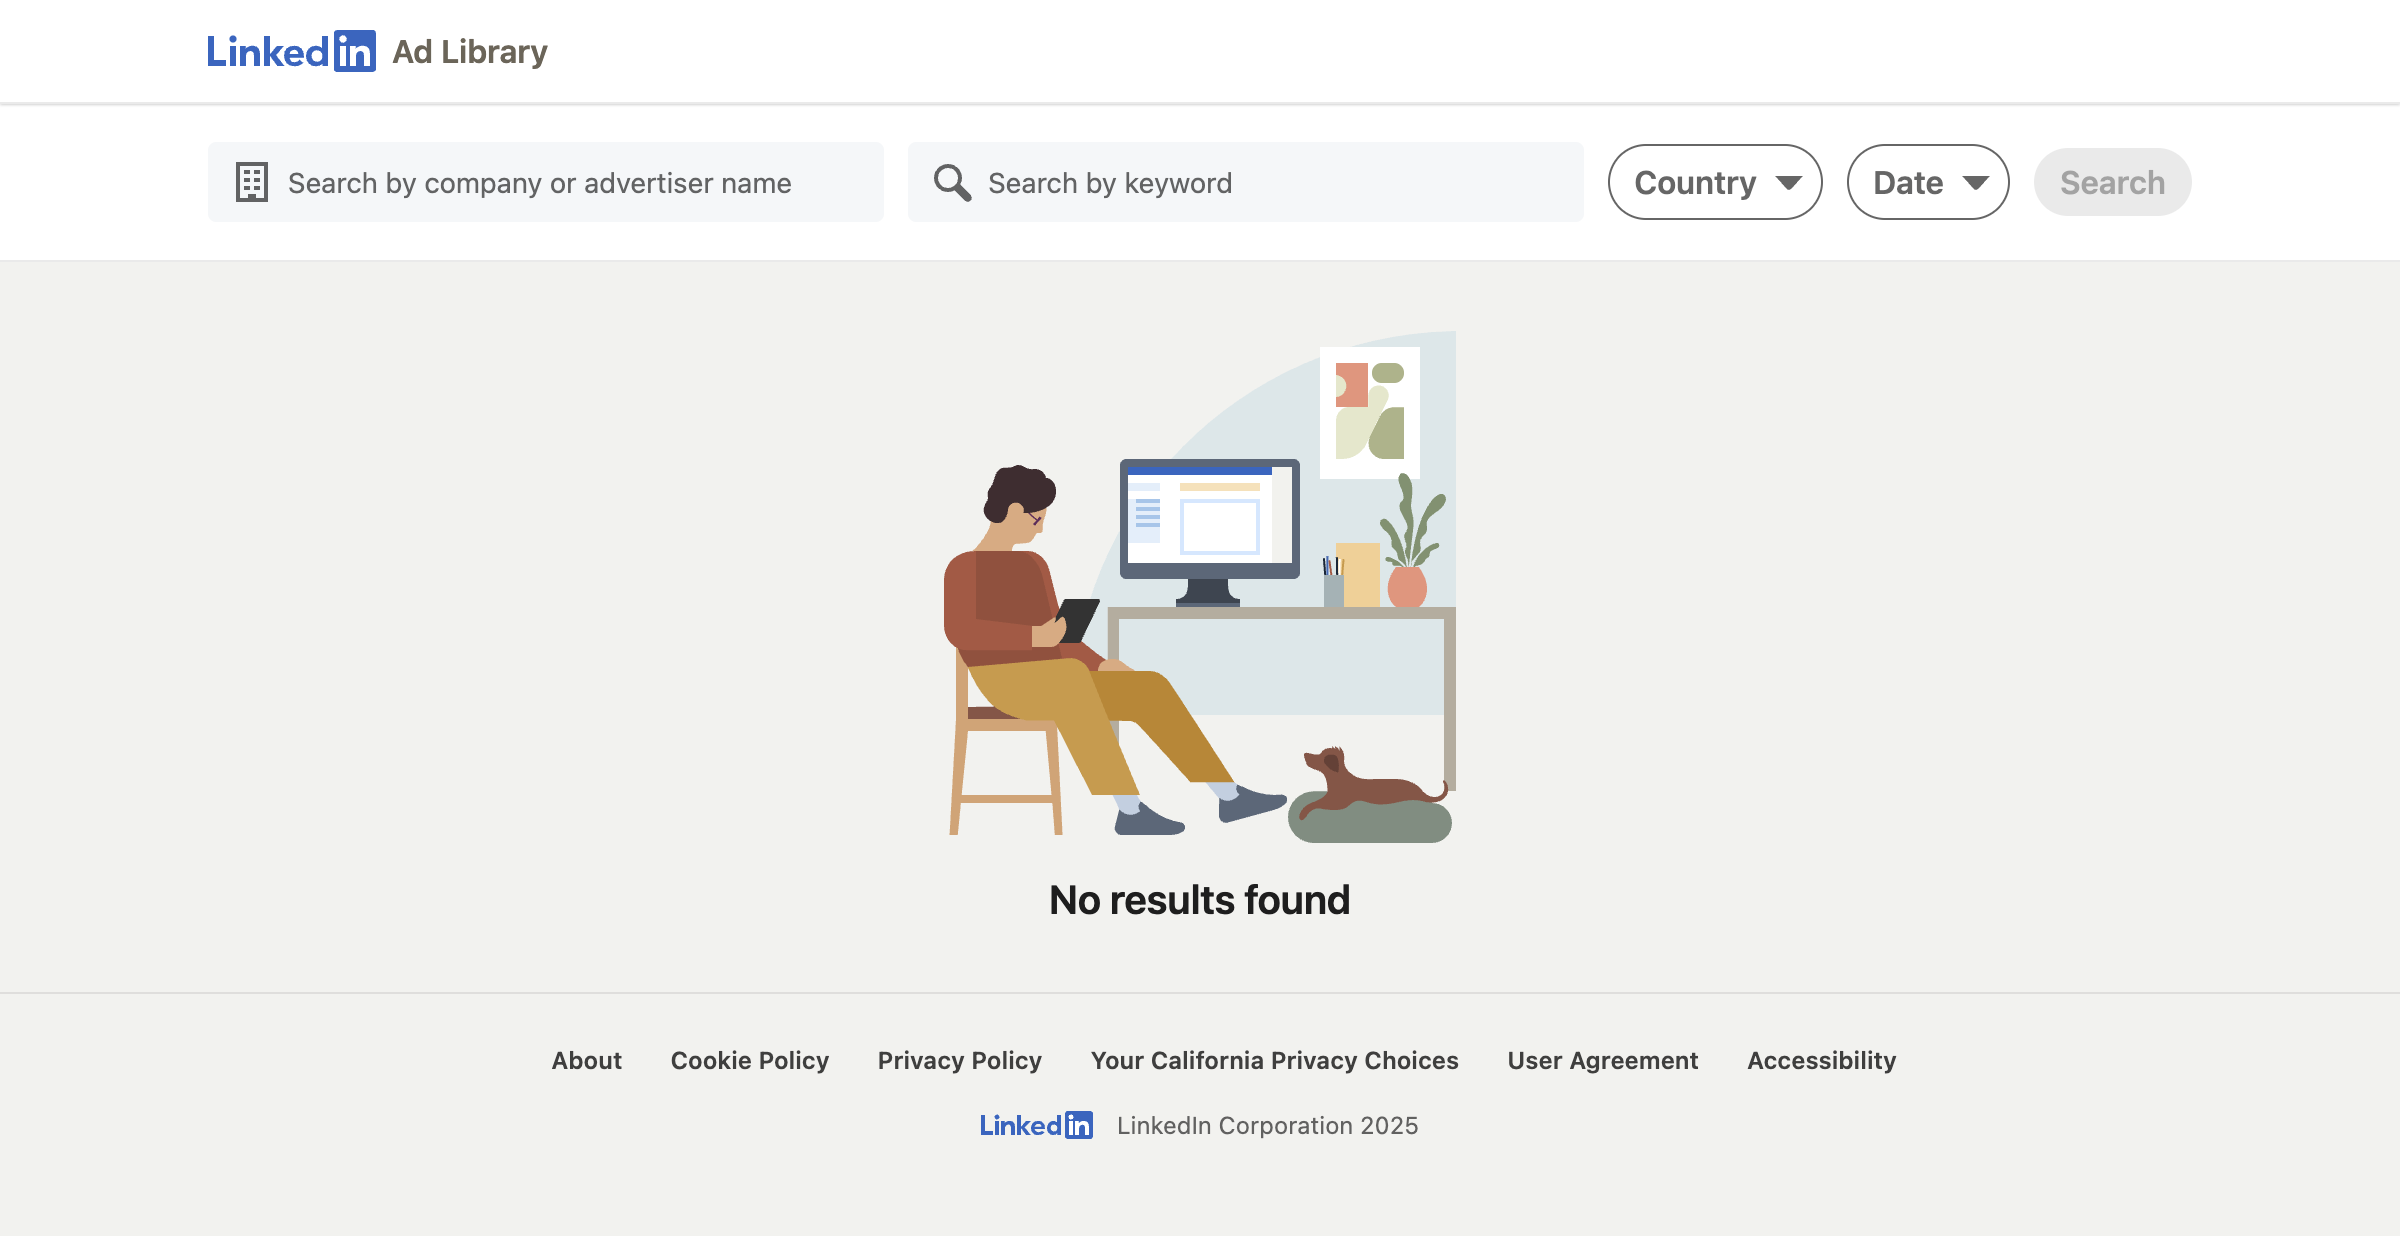 LinkedIn Ad Library
Search by company or advertiser name
Search by keyword
Country
Date
Search
No results found
About Cookie Policy Privacy Policy Your California Privacy Choices User Agreement Accessibility
LinkedIn LinkedIn Corporation 2025